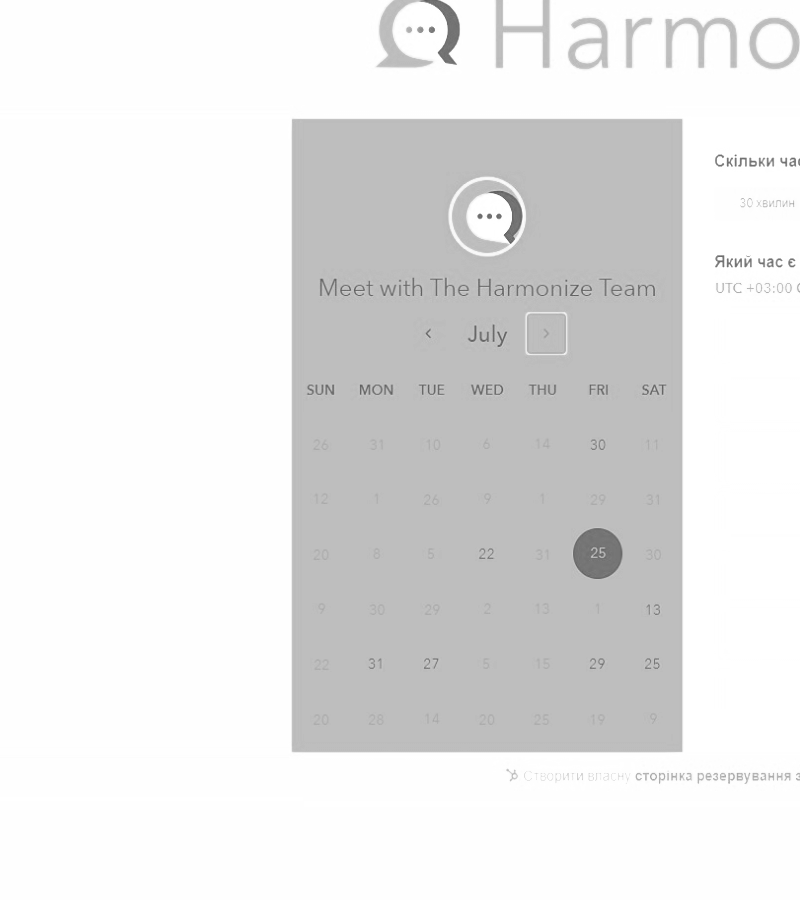 Harmo
Meet with The Harmonize Team
July
SUN MON TUE WED THU FRI SAT
26 31 10 6 14 30 11
12 1 26 9 1 29 31
20 8 5 22 31 25 30
9 30 29 2 13 1 13
22 31 27 5 15 29 25
20 28 14 20 25 19 9
Скільки час
30 хвилин
Який час є
UTC +03:00
Створити власну сторінка резервування з